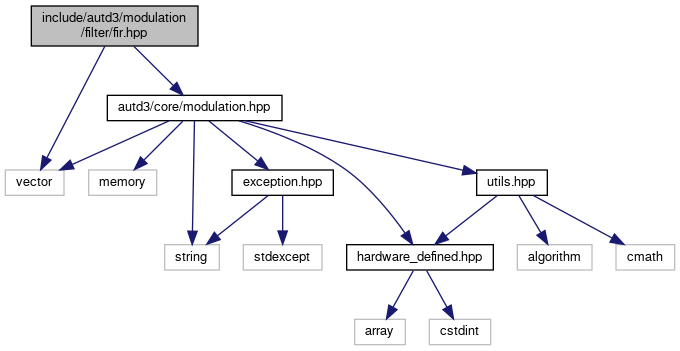 include/autd3/modulation
/filter/fir.hpp
autd3/core/modulation.hpp
vector
memory
exception.hpp
utils.hpp
string
stdexcept
hardware_defined.hpp
algorithm
cmath
array
cstdint